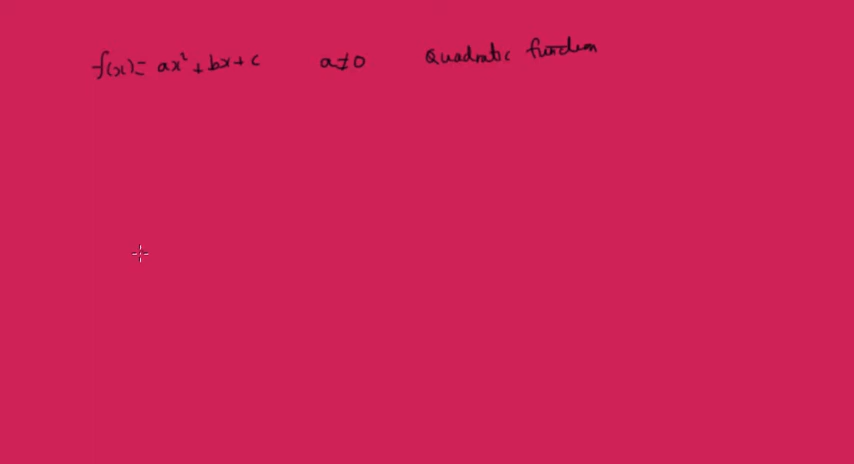 f(x) = ax² + bx + c a ≠ 0 Quadratic function